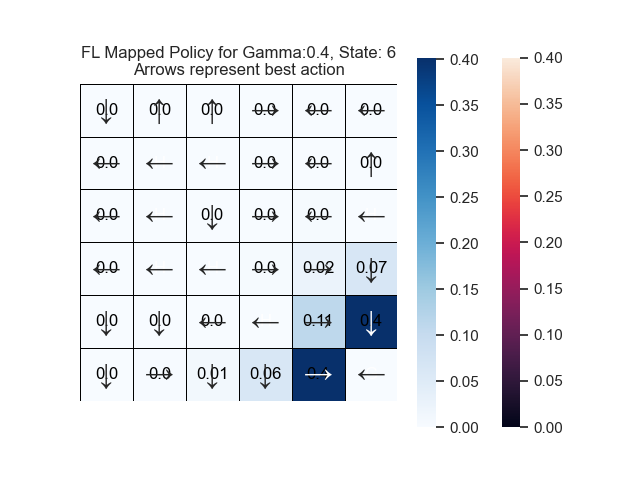 FL Mapped Policy for Gamma:0.4, State: 6
Arrows represent best action
0.0 0.0 0.0 0.0 0.0 0.0
0.0 0.0 0.0 0.0
0.0 0.0 0.0 0.0
0.0 0.0 0.02 0.07
0.0 0.0 0.0 0.11 0.4
0.0 0.0 0.01 0.06 0.4
0.40 0.40
0.35 0.35
0.30 0.30
0.25 0.25
0.20 0.20
0.15 0.15
0.10 0.10
0.05 0.05
0.00 0.00